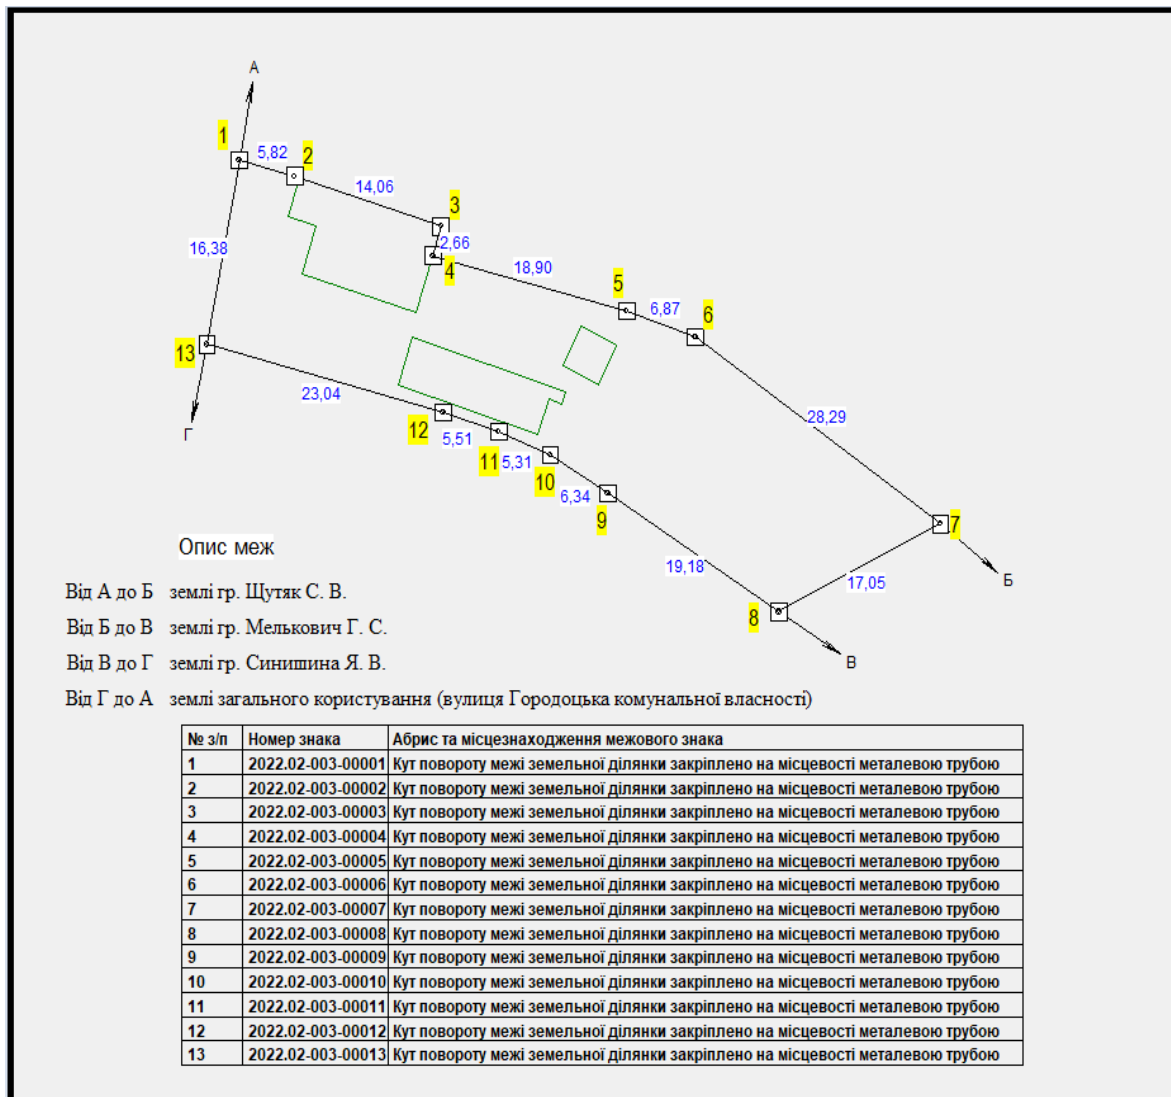 А
1
5,82
2
14,06
3
2,66
4
16,38
18,90
5
6,87
6
13
23,04
28,29
Г
12
5,51
11
5,31
10
6,34
9
7
19,18
17,05
Б
8
В
Опис меж
Від А до Б землі гр. Щутяк С. В.
Від Б до В землі гр. Мелькович Г. С.
Від В до Г землі гр. Синишина Я. В.
Від Г до А землі загального користування (вулиця Городоцька комунальної власності)
№ з/п Номер знака Абрис та місцезнаходження межового знака
1 2022.02-003-00001 Кут повороту межі земельної ділянки закріплено на місцевості металевою трубою
2 2022.02-003-00002 Кут повороту межі земельної ділянки закріплено на місцевості металевою трубою
3 2022.02-003-00003 Кут повороту межі земельної ділянки закріплено на місцевості металевою трубою
4 2022.02-003-00004 Кут повороту межі земельної ділянки закріплено на місцевості металевою трубою
5 2022.02-003-00005 Кут повороту межі земельної ділянки закріплено на місцевості металевою трубою
6 2022.02-003-00006 Кут повороту межі земельної ділянки закріплено на місцевості металевою трубою
7 2022.02-003-00007 Кут повороту межі земельної ділянки закріплено на місцевості металевою трубою
8 2022.02-003-00008 Кут повороту межі земельної ділянки закріплено на місцевості металевою трубою
9 2022.02-003-00009 Кут повороту межі земельної ділянки закріплено на місцевості металевою трубою
10 2022.02-003-00010 Кут повороту межі земельної ділянки закріплено на місцевості металевою трубою
11 2022.02-003-00011 Кут повороту межі земельної ділянки закріплено на місцевості металевою трубою
12 2022.02-003-00012 Кут повороту межі земельної ділянки закріплено на місцевості металевою трубою
13 2022.02-003-00013 Кут повороту межі земельної ділянки закріплено на місцевості металевою трубою